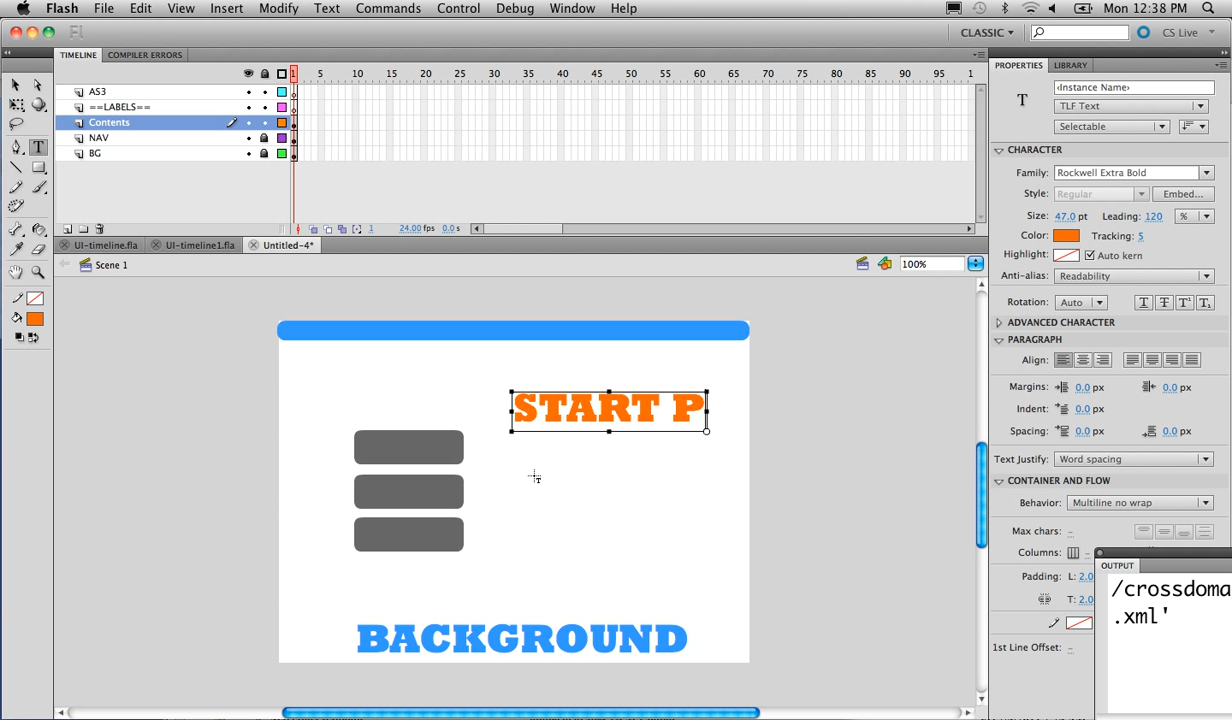 Flash File Edit View Insert Modify Text Commands Control Debug Window Help Mon 12:38 PM
CLASSIC CS Live
TIMELINE COMPILER ERRORS PROPERTIES LIBRARY
1 5 10 15 20 25 30 35 40 45 50 55 60 65 70 75 80 85 90 95 1
‹Instance Name›
AS3
TLF Text
==LABELS==
Contents
Selectable
NAV
BG
CHARACTER
Family: Rockwell Extra Bold
Style: Regular Embed...
Size: 47.0 pt Leading: 120 %
1 24.00 fps 0.0 s
Color: Tracking: 5
UI-timeline.fla UI-timeline1.fla Untitled-4*
Highlight: Auto kern
Scene 1 100%
Anti-alias: Readability
Rotation: Auto T T T¹ T₁
ADVANCED CHARACTER
PARAGRAPH
Align:
Margins: 0.0 px 0.0 px
START P
Indent: 0.0 px
Spacing: 0.0 px 0.0 px
Text Justify: Word spacing
CONTAINER AND FLOW
Behavior: Multiline no wrap
Max chars: –
Columns: –
OUTPUT
Padding: L: 2.0
/crossdoma
T: 2.0
.xml'
BACKGROUND
1st Line Offset: –